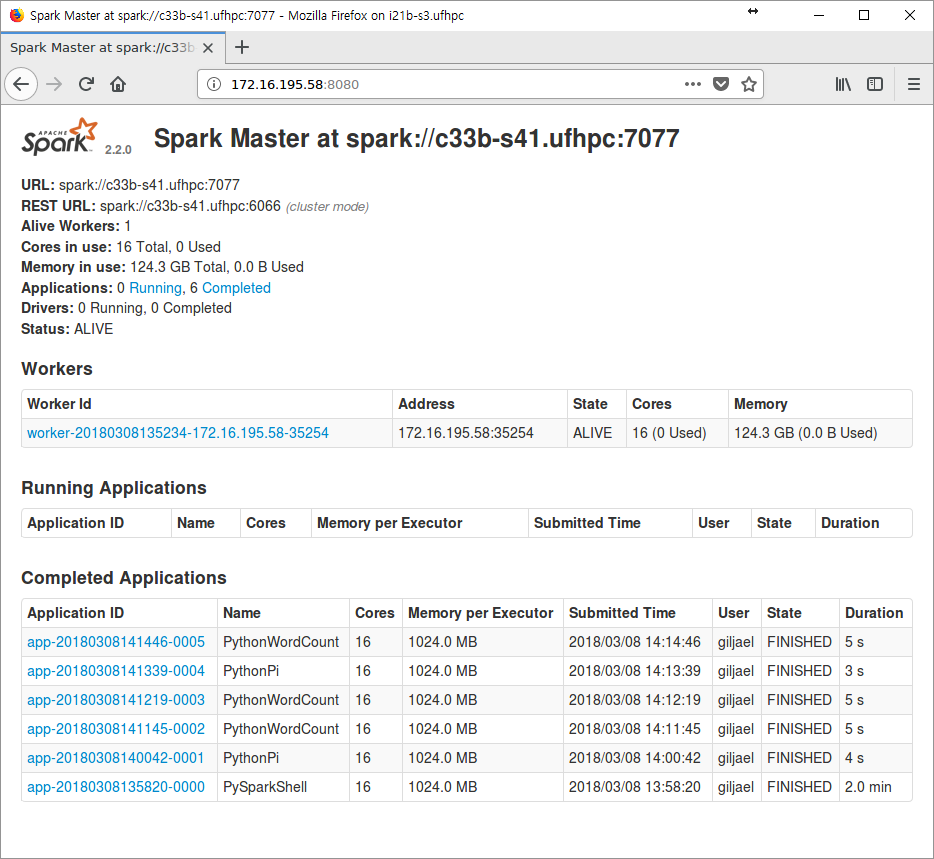 Spark Master at spark://c33b-s41.ufhpc:7077 - Mozilla Firefox on i21b-s3.ufhpc
Spark Master at spark://c33b
172.16.195.58:8080
APACHE Spark 2.2.0 Spark Master at spark://c33b-s41.ufhpc:7077
URL: spark://c33b-s41.ufhpc:7077
REST URL: spark://c33b-s41.ufhpc:6066 (cluster mode)
Alive Workers: 1
Cores in use: 16 Total, 0 Used
Memory in use: 124.3 GB Total, 0.0 B Used
Applications: 0 Running, 6 Completed
Drivers: 0 Running, 0 Completed
Status: ALIVE
Workers
Worker Id Address State Cores Memory
worker-20180308135234-172.16.195.58-35254 172.16.195.58:35254 ALIVE 16 (0 Used) 124.3 GB (0.0 B Used)
Running Applications
Application ID Name Cores Memory per Executor Submitted Time User State Duration
Completed Applications
Application ID Name Cores Memory per Executor Submitted Time User State Duration
app-20180308141446-0005 PythonWordCount 16 1024.0 MB 2018/03/08 14:14:46 giljael FINISHED 5 s
app-20180308141339-0004 PythonPi 16 1024.0 MB 2018/03/08 14:13:39 giljael FINISHED 3 s
app-20180308141219-0003 PythonWordCount 16 1024.0 MB 2018/03/08 14:12:19 giljael FINISHED 5 s
app-20180308141145-0002 PythonWordCount 16 1024.0 MB 2018/03/08 14:11:45 giljael FINISHED 5 s
app-20180308140042-0001 PythonPi 16 1024.0 MB 2018/03/08 14:00:42 giljael FINISHED 4 s
app-20180308135820-0000 PySparkShell 16 1024.0 MB 2018/03/08 13:58:20 giljael FINISHED 2.0 min